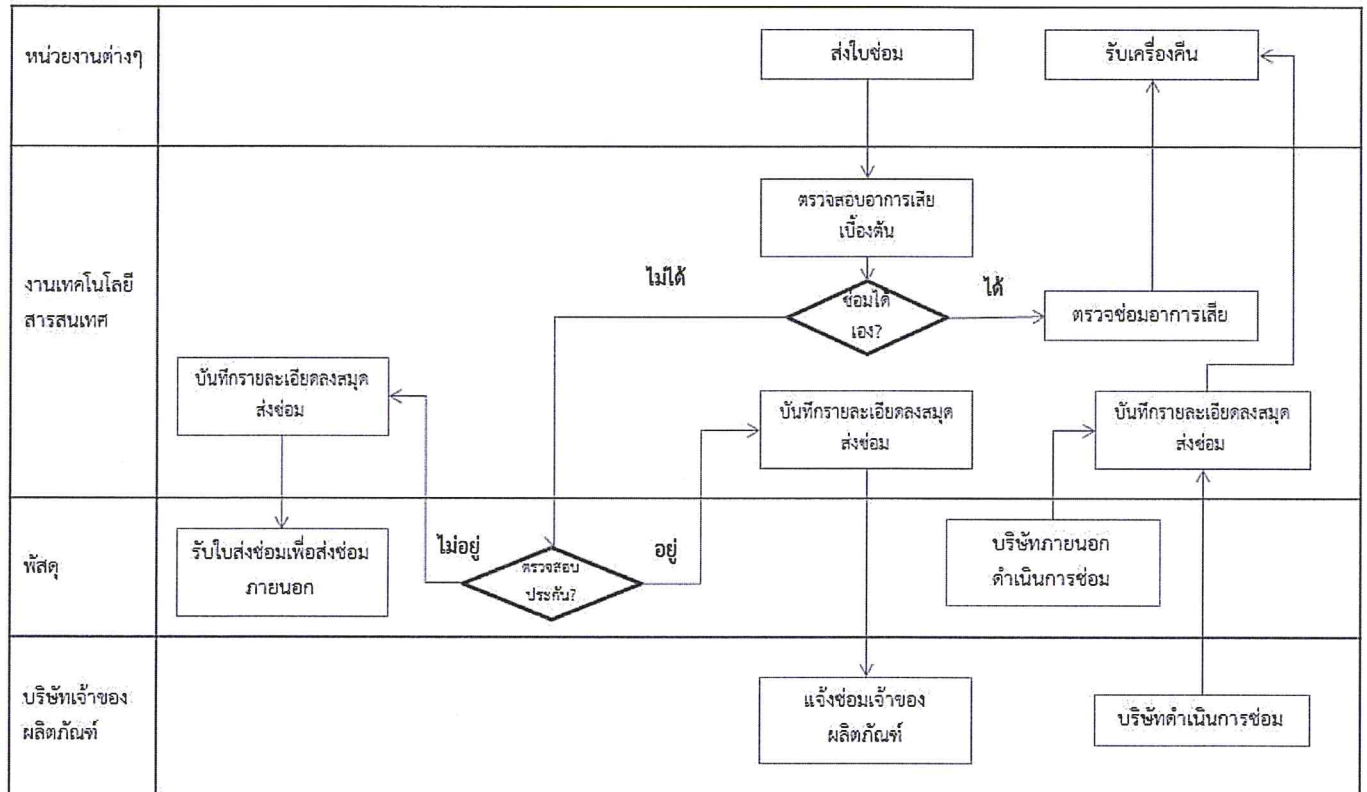 หน่วยงานต่างๆ
ส่งใบซ่อม
รับเครื่องคืน
งานเทคโนโลยี
สารสนเทศ
ตรวจสอบอาการเสีย
เบื้องต้น
ไม่ได้
ซ่อมได้
เอง?
ได้
ตรวจซ่อมอาการเสีย
บันทึกรายละเอียดลงสมุด
ส่งซ่อม
บันทึกรายละเอียดลงสมุด
ส่งซ่อม
บันทึกรายละเอียดลงสมุด
ส่งซ่อม
พัสดุ
รับใบส่งซ่อมเพื่อส่งซ่อม
ภายนอก
ไม่อยู่
ตรวจสอบ
ประกัน?
อยู่
บริษัทภายนอก
ดำเนินการซ่อม
บริษัทเจ้าของ
ผลิตภัณฑ์
แจ้งซ่อมเจ้าของ
ผลิตภัณฑ์
บริษัทดำเนินการซ่อม